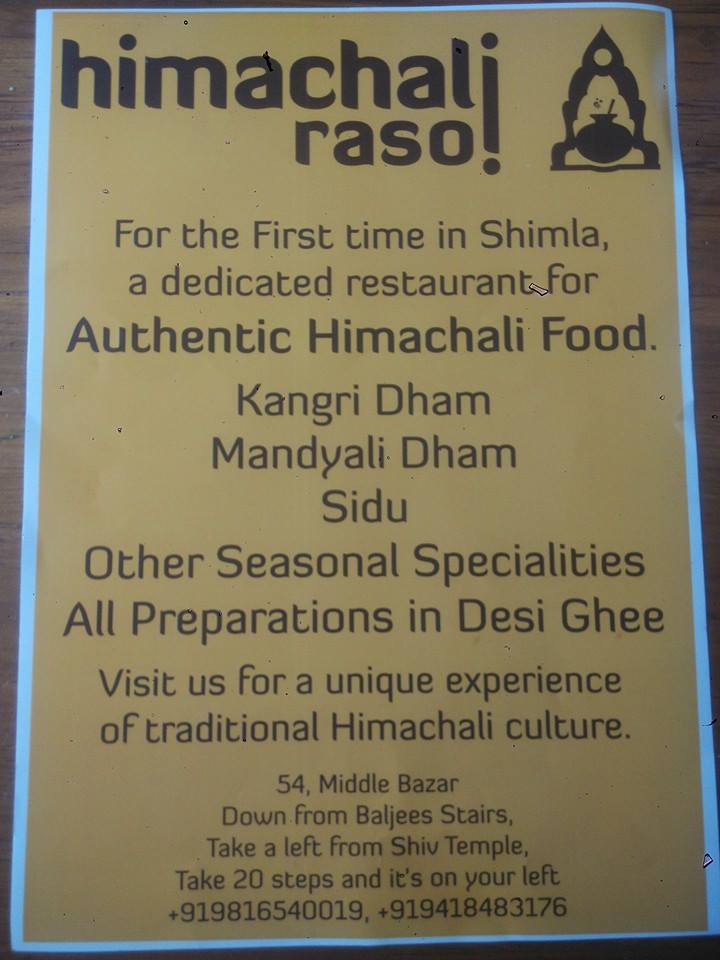 himachali
rasoi
For the First time in Shimla,
a dedicated restaurant for
Authentic Himachali Food.
Kangri Dham
Mandyali Dham
Sidu
Other Seasonal Specialities
All Preparations in Desi Ghee
Visit us for a unique experience
of traditional Himachali culture.
54, Middle Bazar
Down from Baljees Stairs,
Take a left from Shiv Temple,
Take 20 steps and it's on your left
+919816540019, +919418483176